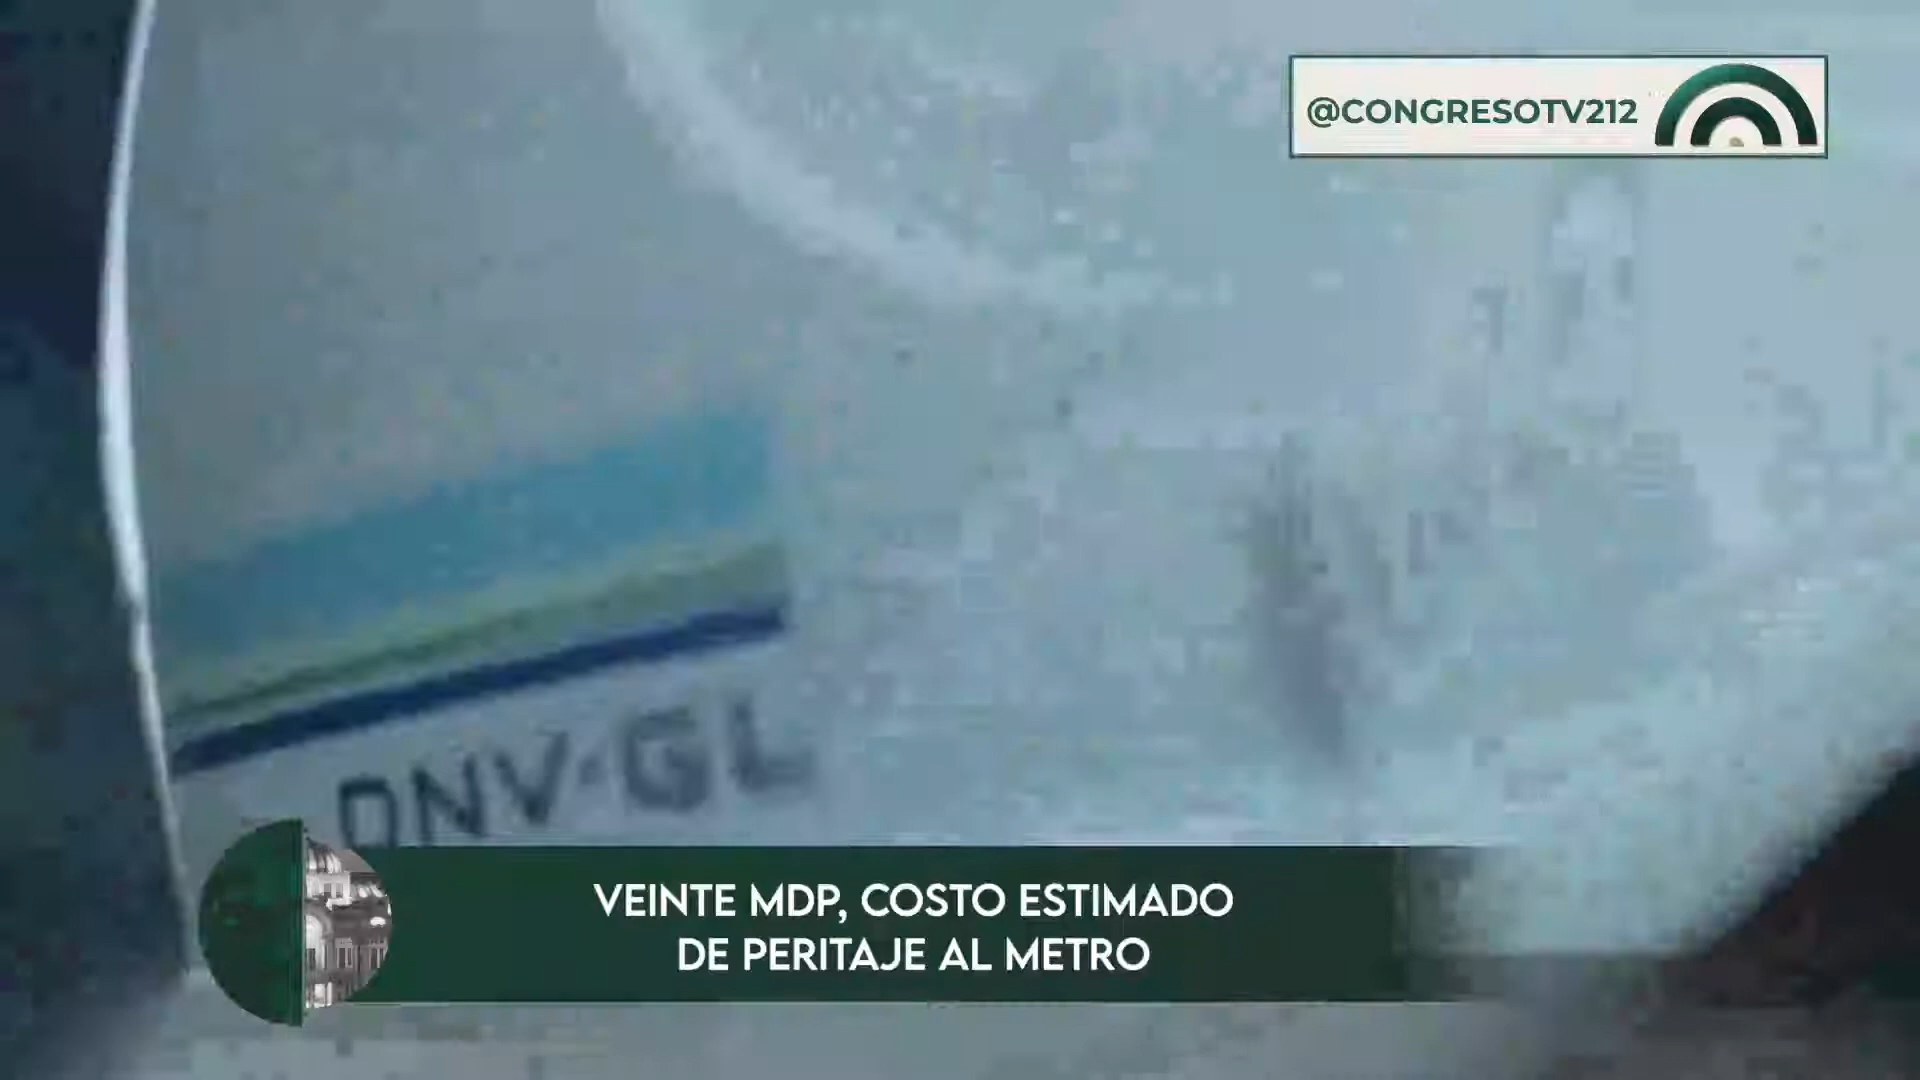 @CONGRESOTV212
DNV·GL
VEINTE MDP, COSTO ESTIMADO
DE PERITAJE AL METRO